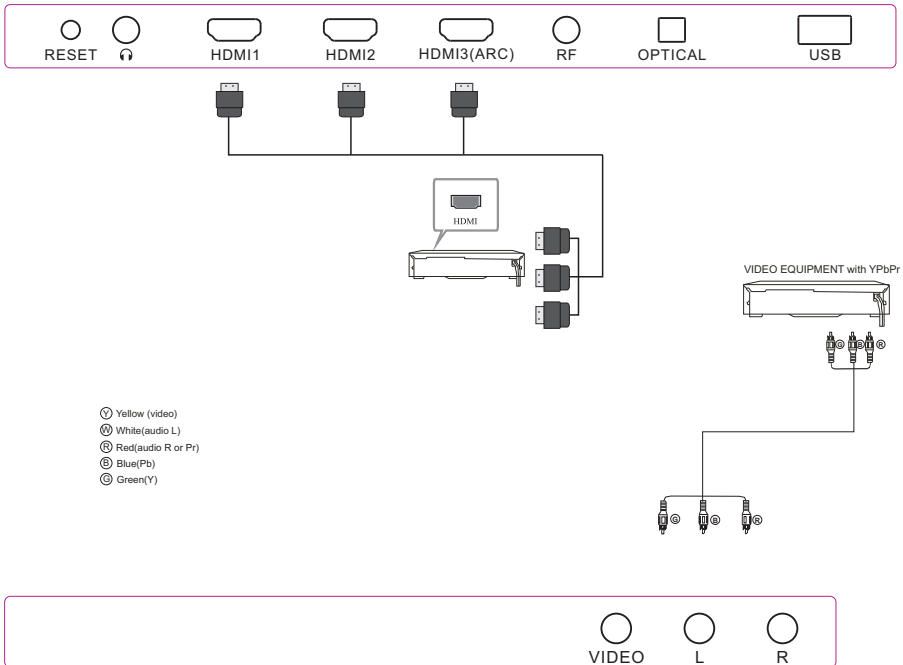 RESET
HDMI1
HDMI2
HDMI3(ARC)
RF
OPTICAL
USB
HDMI
VIDEO EQUIPMENT with YPbPr
G B R
Y Yellow (video)
W White(audio L)
R Red(audio R or Pr)
B Blue(Pb)
G Green(Y)
G B R
VIDEO
L
R